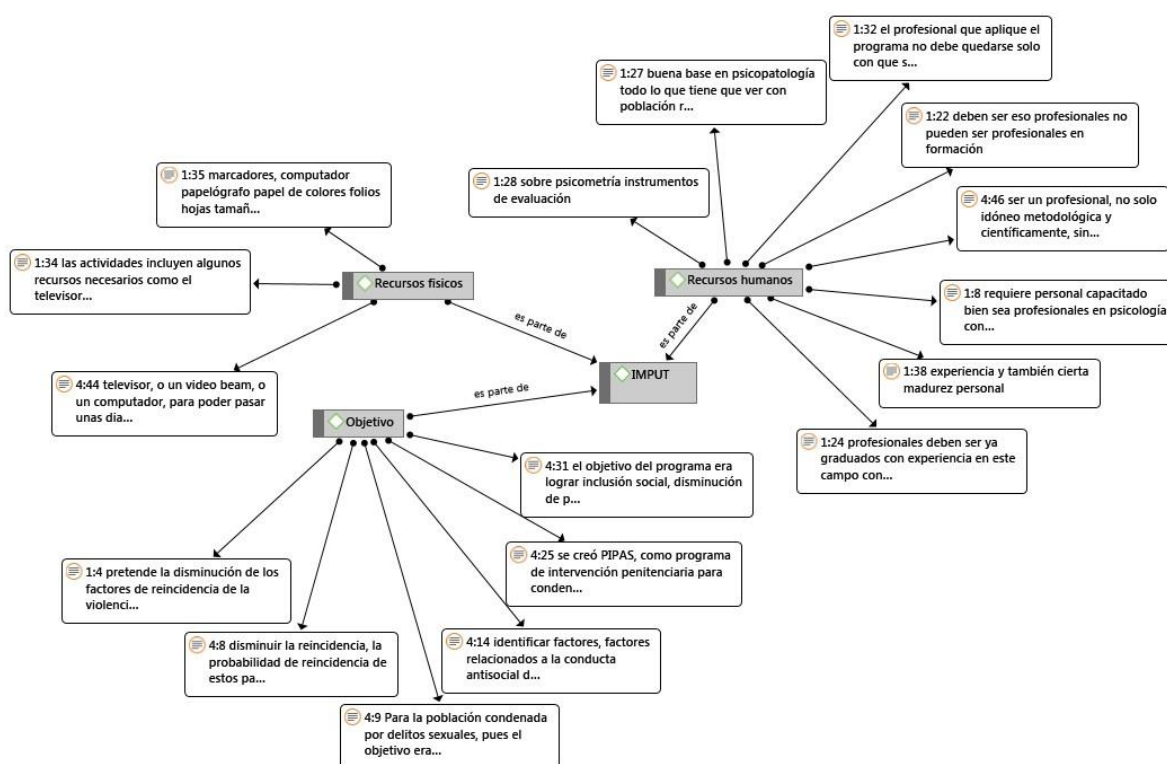 1:32 el profesional que aplique el
programa no debe quedarse solo
con que s...
1:27 buena base en psicopatología
todo lo que tiene que ver con
población r...
1:22 deben ser eso profesionales no
pueden ser profesionales en
formación
1:35 marcadores, computador
papelógrafo papel de colores folios
hojas tamañ...
1:28 sobre psicometría instrumentos
de evaluación
4:46 ser un profesional, no solo
idóneo metodológica y
científicamente, sin...
1:34 las actividades incluyen algunos
recursos necesarios como el
televisor...
Recursos fisicos
Recursos humanos
1:8 requiere personal capacitado
bien sea profesionales en psicología
con...
es parte de
es parte de
4:44 televisor, o un video beam, o
un computador, para poder pasar
unas dia...
IMPUT
1:38 experiencia y también cierta
madurez personal
es parte de
Objetivo
1:24 profesionales deben ser ya
graduados con experiencia en este
campo con...
4:31 el objetivo del programa era
lograr inclusión social, disminución
de p...
1:4 pretende la disminución de los
factores de reincidencia de la
violenci...
4:25 se creó PIPAS, como programa
de intervención penitenciaria para
conden...
4:8 disminuir la reincidencia, la
probabilidad de reincidencia de
estos pa...
4:14 identificar factores, factores
relacionados a la conducta
antisocial d...
4:9 Para la población condenada
por delitos sexuales, pues el
objetivo era...